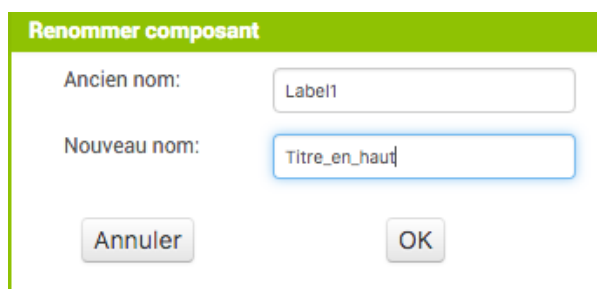 Renommer composant
Ancien nom: Label1
Nouveau nom: Titre_en_haut
Annuler OK